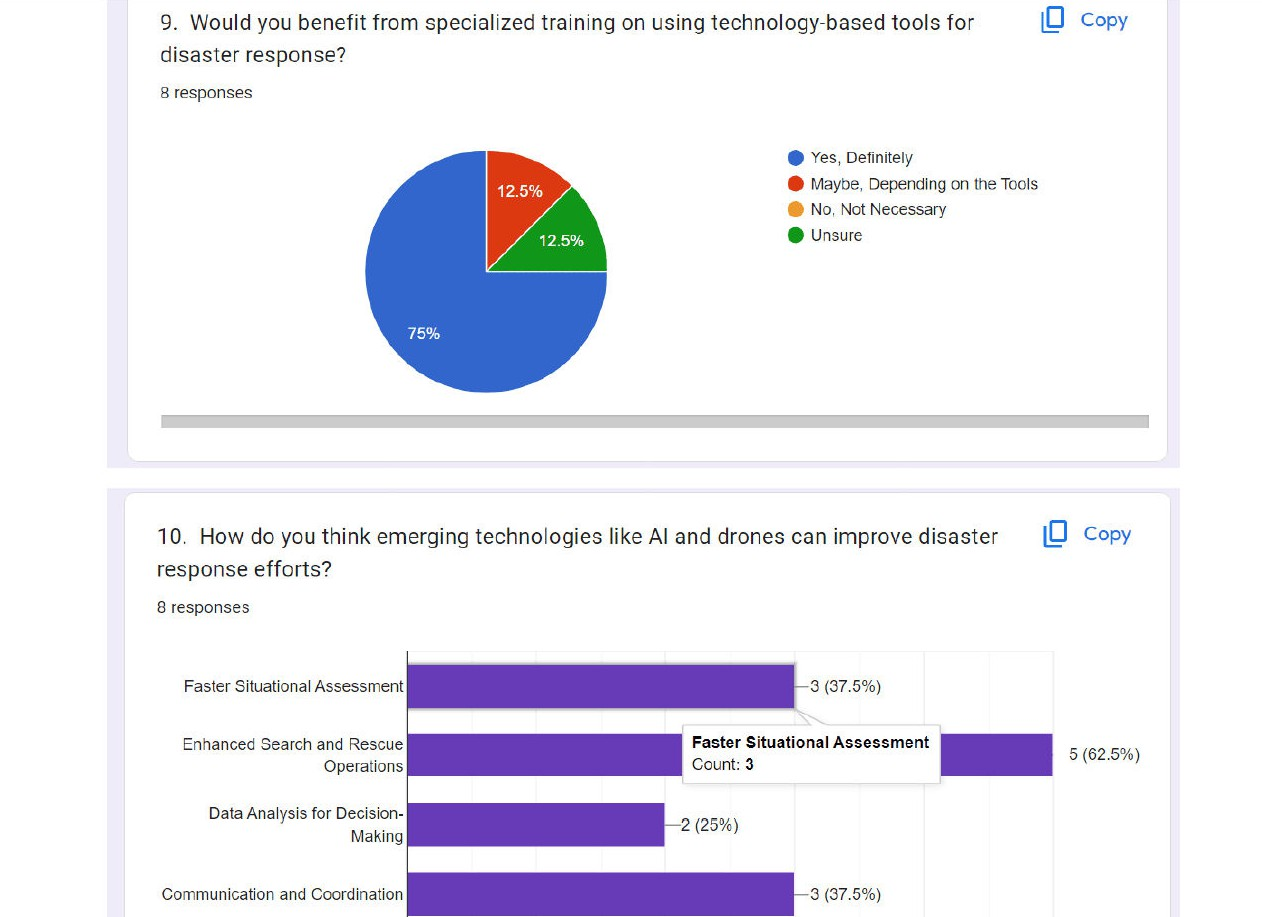 9. Would you benefit from specialized training on using technology-based tools for
disaster response?
Copy
8 responses
12.5%
12.5%
75%
Yes, Definitely
Maybe, Depending on the Tools
No, Not Necessary
Unsure
10. How do you think emerging technologies like AI and drones can improve disaster
response efforts?
Copy
8 responses
Faster Situational Assessment
3 (37.5%)
Enhanced Search and Rescue
Operations
Faster Situational Assessment
Count: 3
5 (62.5%)
Data Analysis for Decision-
Making
2 (25%)
Communication and Coordination
3 (37.5%)